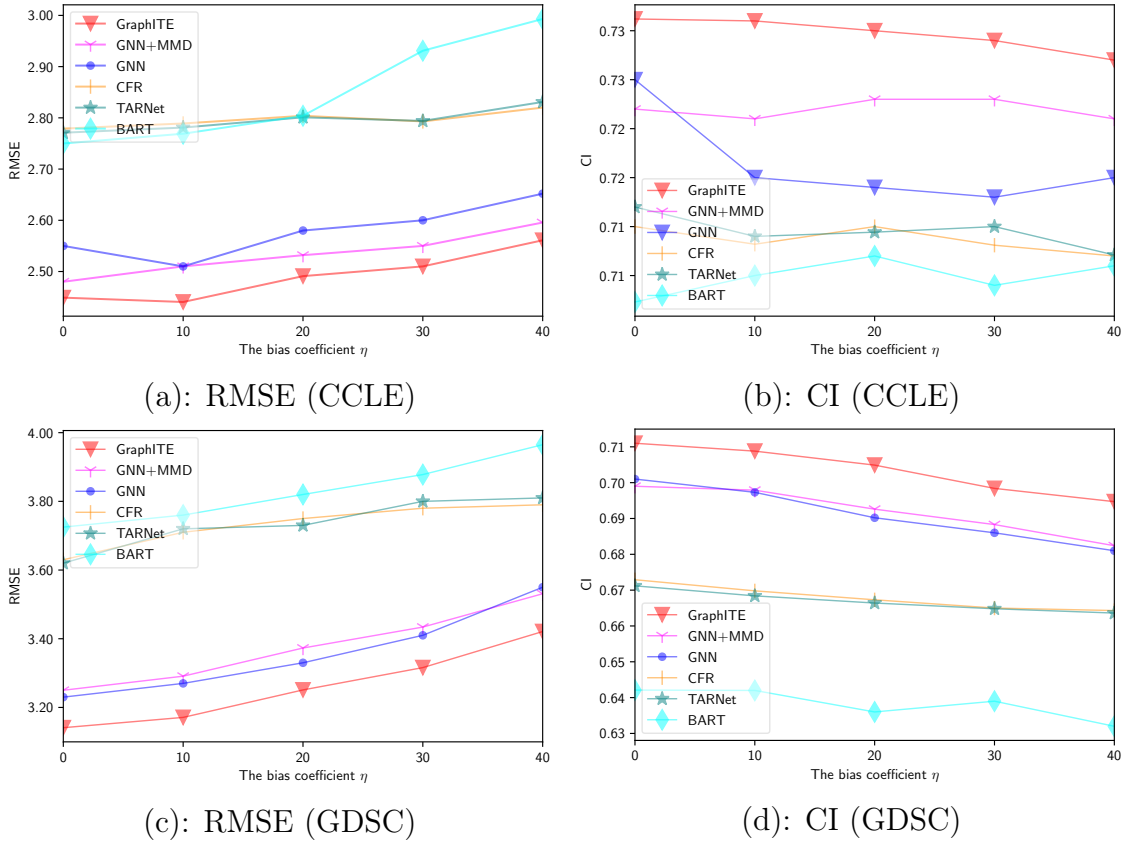 3.00
2.90
2.80
2.70
2.60
2.50
RMSE
GraphITE
GNN+MMD
GNN
CFR
TARNet
BART
0 10 20 30 40
The bias coefficient η
(a): RMSE (CCLE)
0.73
0.73
0.72
0.72
0.71
0.71
CI
GraphITE
GNN+MMD
GNN
CFR
TARNet
BART
0 10 20 30 40
The bias coefficient η
(b): CI (CCLE)
4.00
3.80
3.60
3.40
3.20
RMSE
GraphITE
GNN+MMD
GNN
CFR
TARNet
BART
0 10 20 30 40
The bias coefficient η
(c): RMSE (GDSC)
0.71
0.70
0.69
0.68
0.67
0.66
0.65
0.64
0.63
CI
GraphITE
GNN+MMD
GNN
CFR
TARNet
BART
0 10 20 30 40
The bias coefficient η
(d): CI (GDSC)